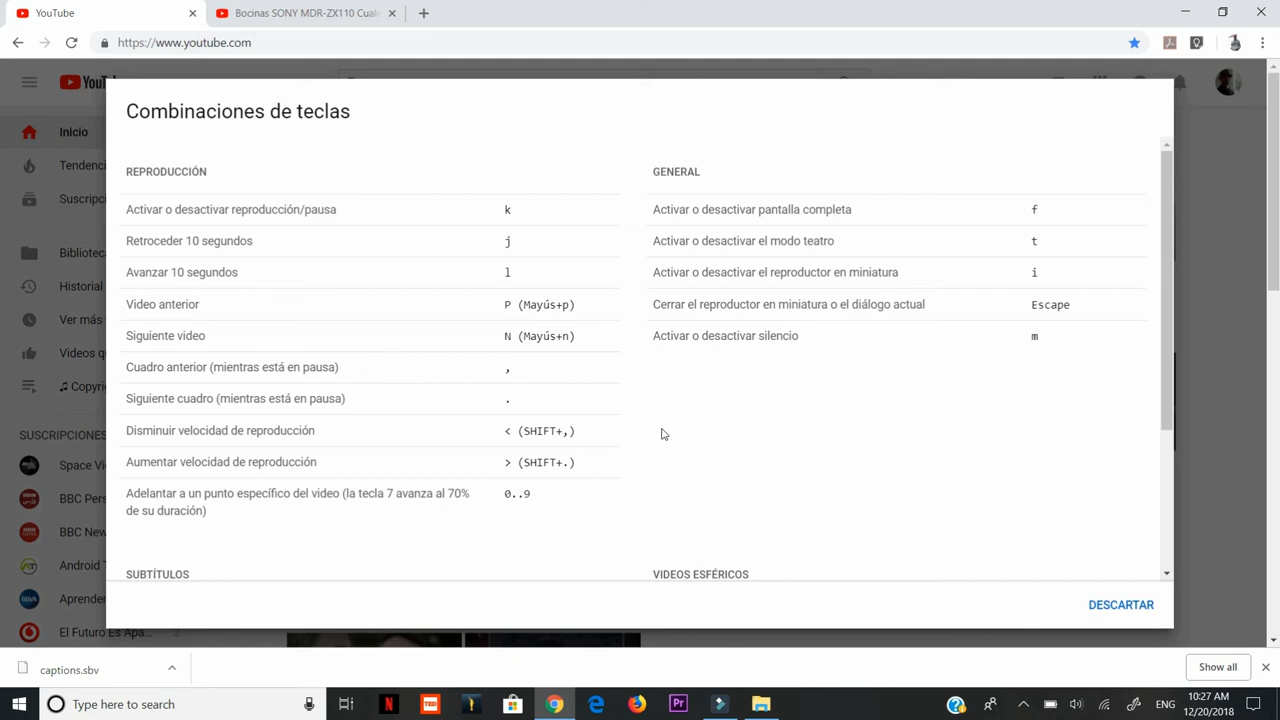 YouTube
Bocinas SONY MDR-ZX110 Cuale
https://www.youtube.com
Combinaciones de teclas
REPRODUCCIÓN
Activar o desactivar reproducción/pausa k
Retroceder 10 segundos j
Avanzar 10 segundos l
Video anterior P (Mayús+p)
Siguiente video N (Mayús+n)
Cuadro anterior (mientras está en pausa) ,
Siguiente cuadro (mientras está en pausa) .
Disminuir velocidad de reproducción < (SHIFT+,)
Aumentar velocidad de reproducción > (SHIFT+.)
Adelantar a un punto específico del video (la tecla 7 avanza al 70% 0..9
de su duración)
SUBTÍTULOS
GENERAL
Activar o desactivar pantalla completa f
Activar o desactivar el modo teatro t
Activar o desactivar el reproductor en miniatura i
Cerrar el reproductor en miniatura o el diálogo actual Escape
Activar o desactivar silencio m
VIDEOS ESFÉRICOS
DESCARTAR
YouTu
Inicio
Tendenci
Suscripci
Bibliotec
Historial
Ver más
Videos q
Copyri
SUSCRIPCIONES
Space Vi
BBC Pers
BBC New
Android T
Aprender
El Futuro Es Apa... 3
captions.sbv
Show all
Type here to search
ENG
10:27 AM
12/20/2018